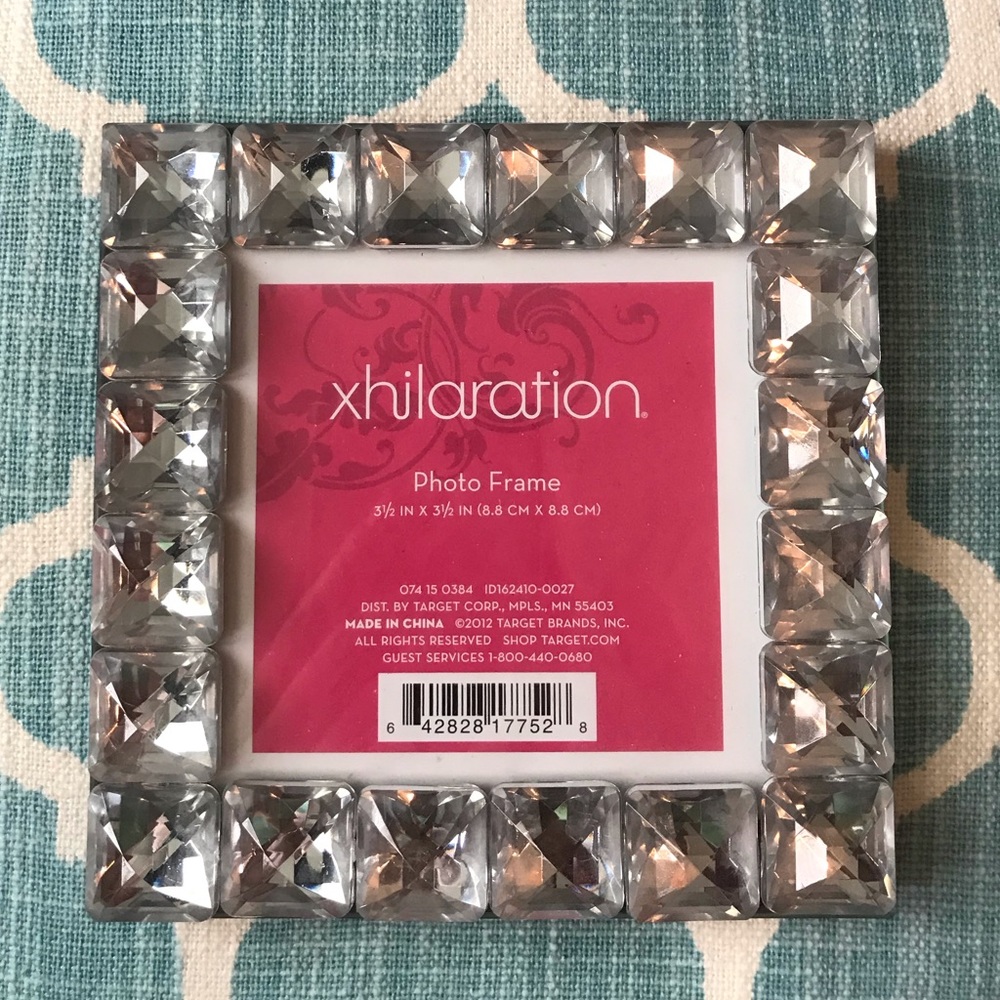 xhilaration®
Photo Frame
3½ IN X 3½ IN (8.8 CM X 8.8 CM)
074 15 0384 ID162410-0027
DIST. BY TARGET CORP., MPLS., MN 55403
MADE IN CHINA ©2012 TARGET BRANDS, INC.
ALL RIGHTS RESERVED SHOP TARGET.COM
GUEST SERVICES 1-800-440-0680
6 42828 17752 8